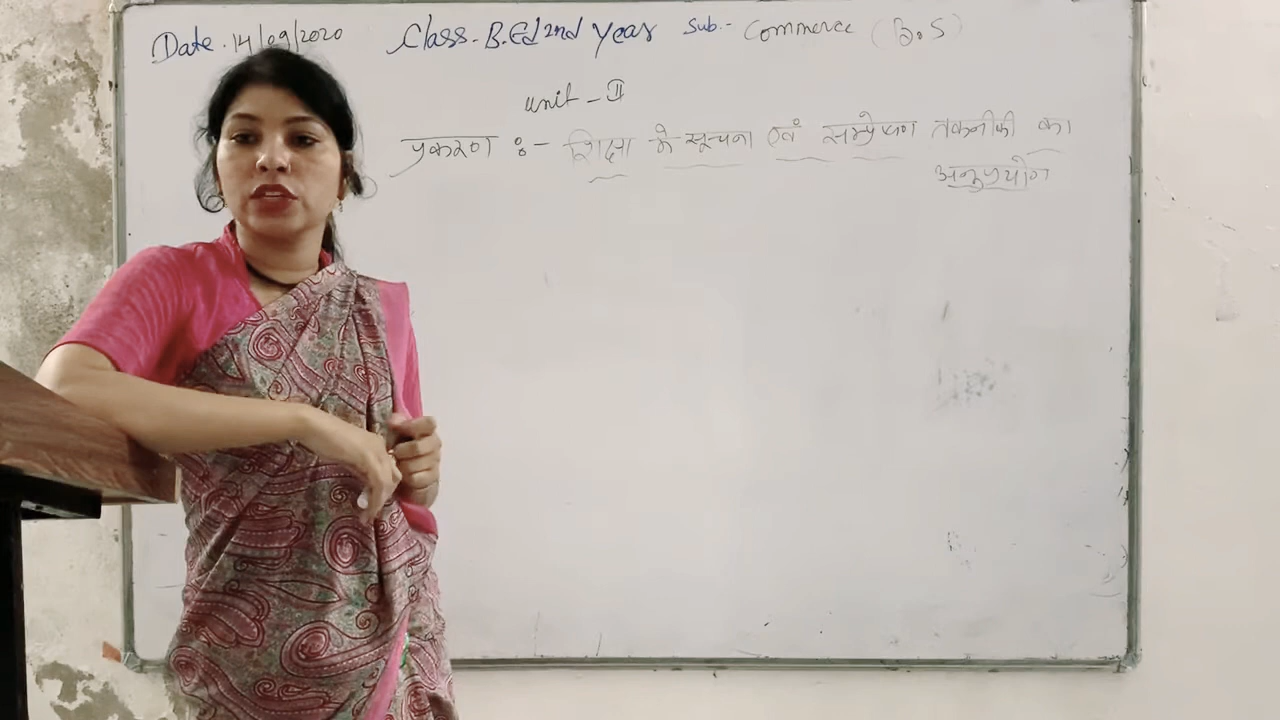 Date. 14/09/2020 Class. B.Ed 2nd Year Sub:- Commerce (B.S)
Unit - II
प्रकरण :- शिक्षा मे सूचना एवं सम्प्रेषण तकनीकी का
अनुप्रयोग